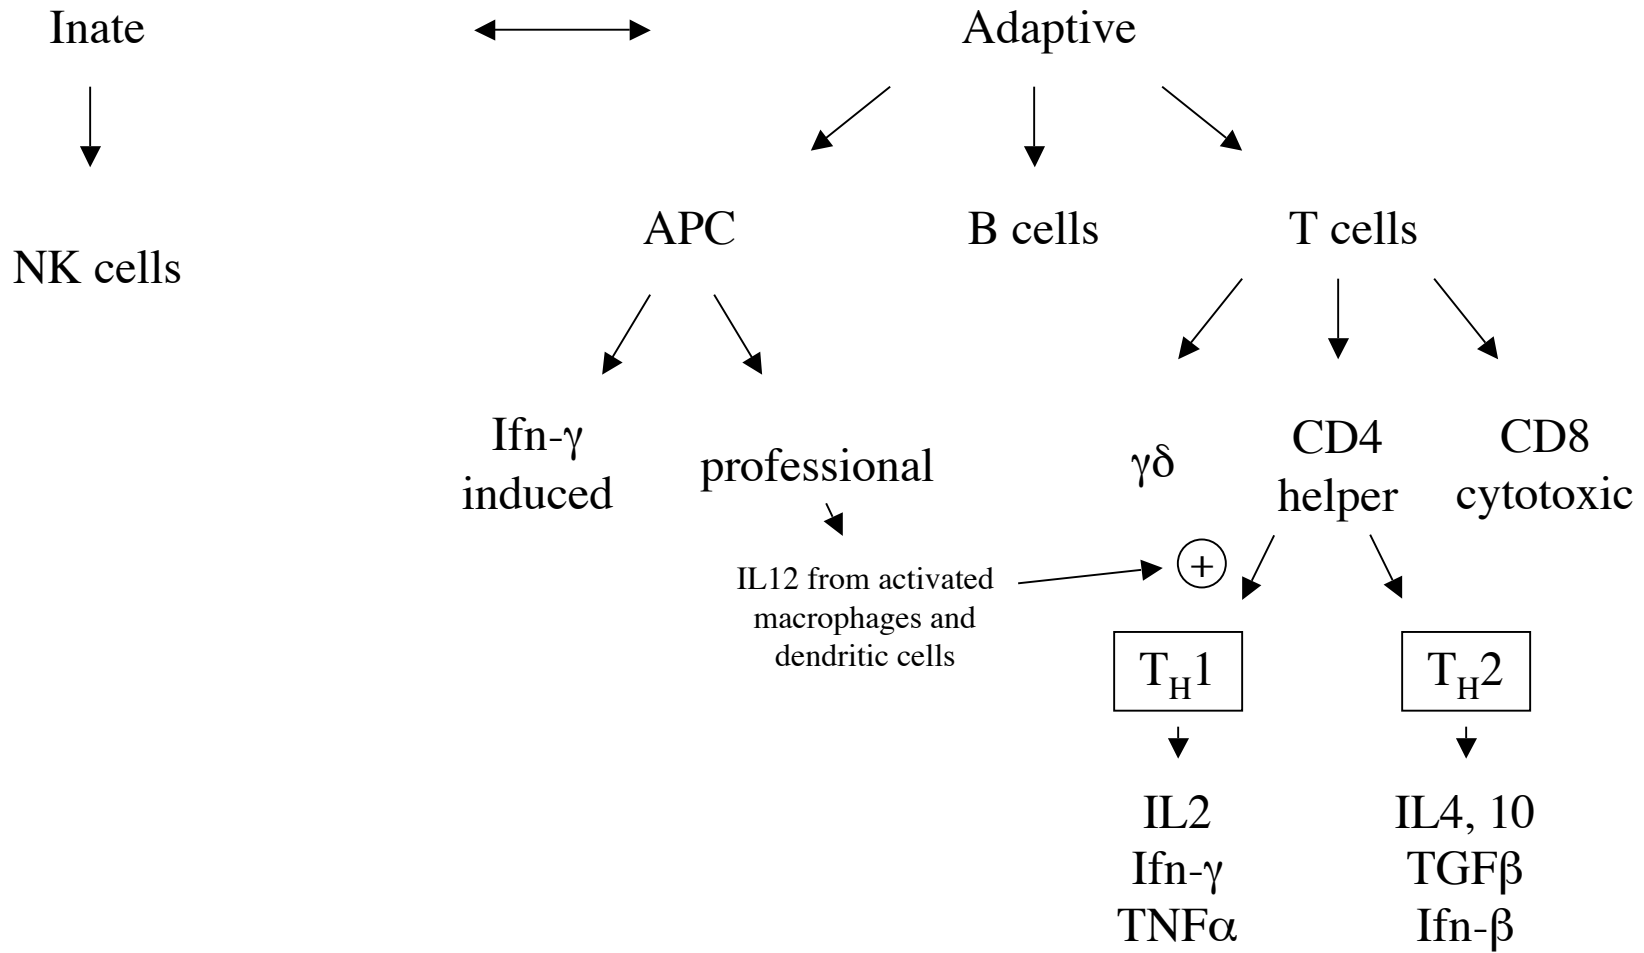 Inate
Adaptive
APC
B cells
T cells
NK cells
Ifn-γ
induced
professional
γδ
CD4
helper
CD8
cytotoxic
IL12 from activated
macrophages and
dendritic cells
+
TH1
TH2
IL2
Ifn-γ
TNFα
IL4, 10
TGFβ
Ifn-β